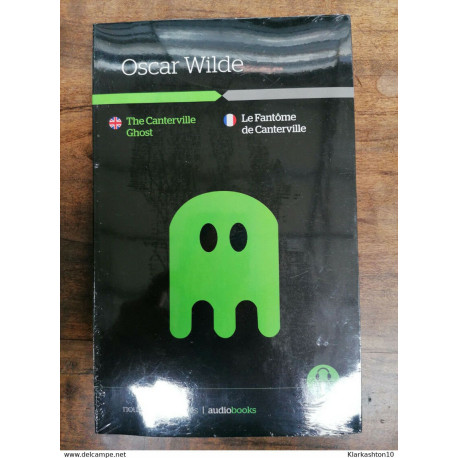 Oscar Wilde
The Canterville
Ghost
Le Fantôme
de Canterville
| audiobooks
www.delcampe.net
Klarkashton10